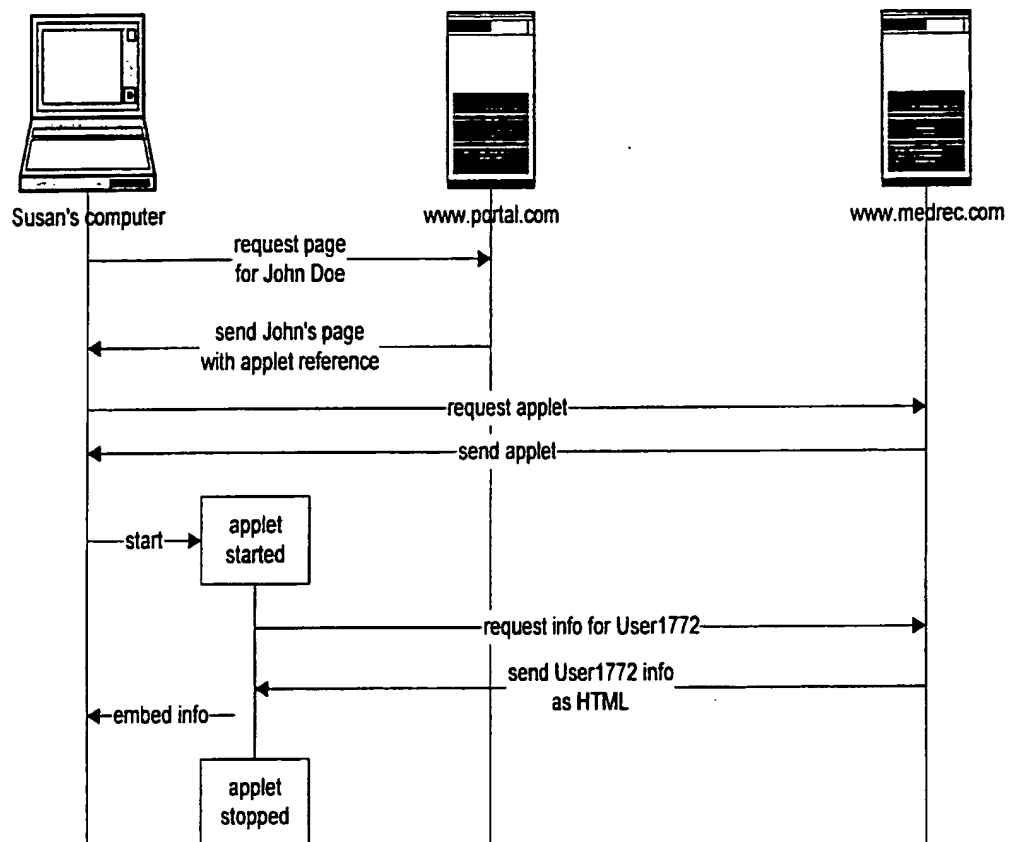 Susan's computer
www.portal.com
www.medrec.com
request page
for John Doe
send John's page
with applet reference
request applet
send applet
start
applet
started
request info for User1772
send User1772 info
as HTML
embed info
applet
stopped